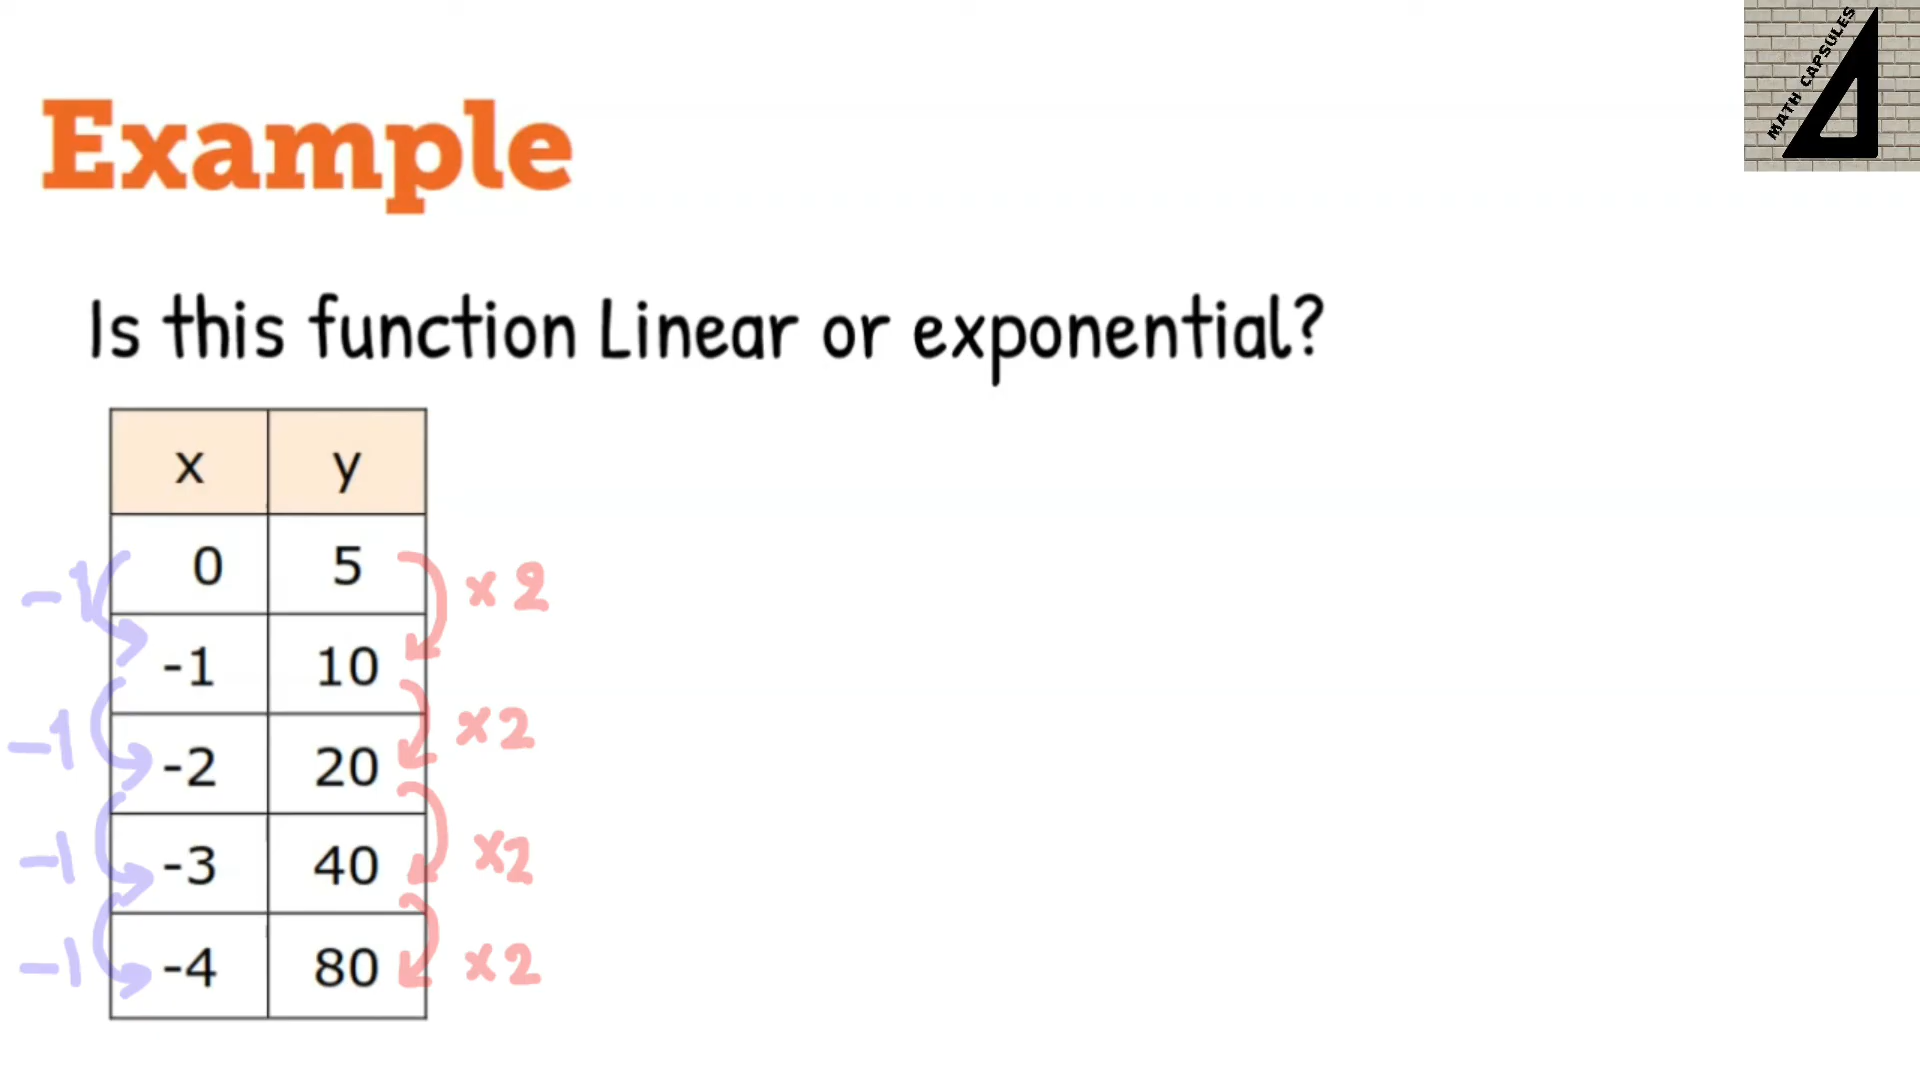 MATH CAPSULES
Example
Is this function Linear or exponential?
x y
0 5
-1 x2
-1 10
-1 x2
-2 20
-1 x2
-3 40
-1 x2
-4 80